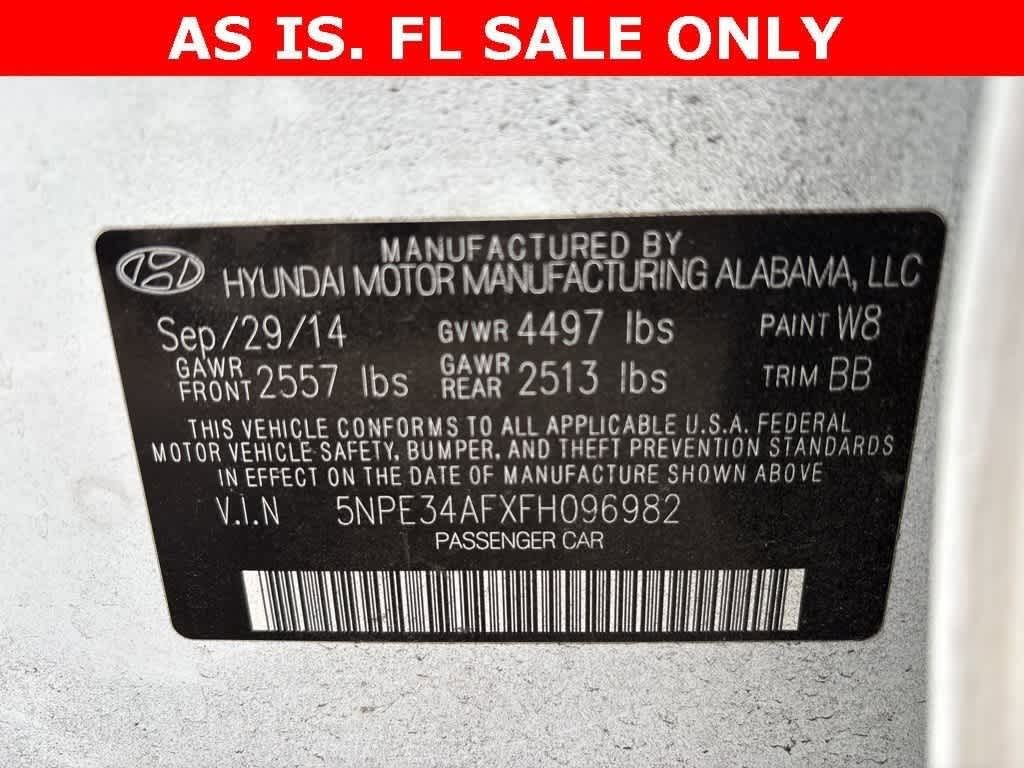 AS IS. FL SALE ONLY
MANUFACTURED BY
HYUNDAI MOTOR MANUFACTURING ALABAMA, LLC
Sep/29/14 GVWR 4497 lbs PAINT W8
GAWR FRONT 2557 lbs GAWR REAR 2513 lbs TRIM BB
THIS VEHICLE CONFORMS TO ALL APPLICABLE U.S.A. FEDERAL
MOTOR VEHICLE SAFETY, BUMPER, AND THEFT PREVENTION STANDARDS
IN EFFECT ON THE DATE OF MANUFACTURE SHOWN ABOVE
V.I.N 5NPE34AFXFH096982
PASSENGER CAR